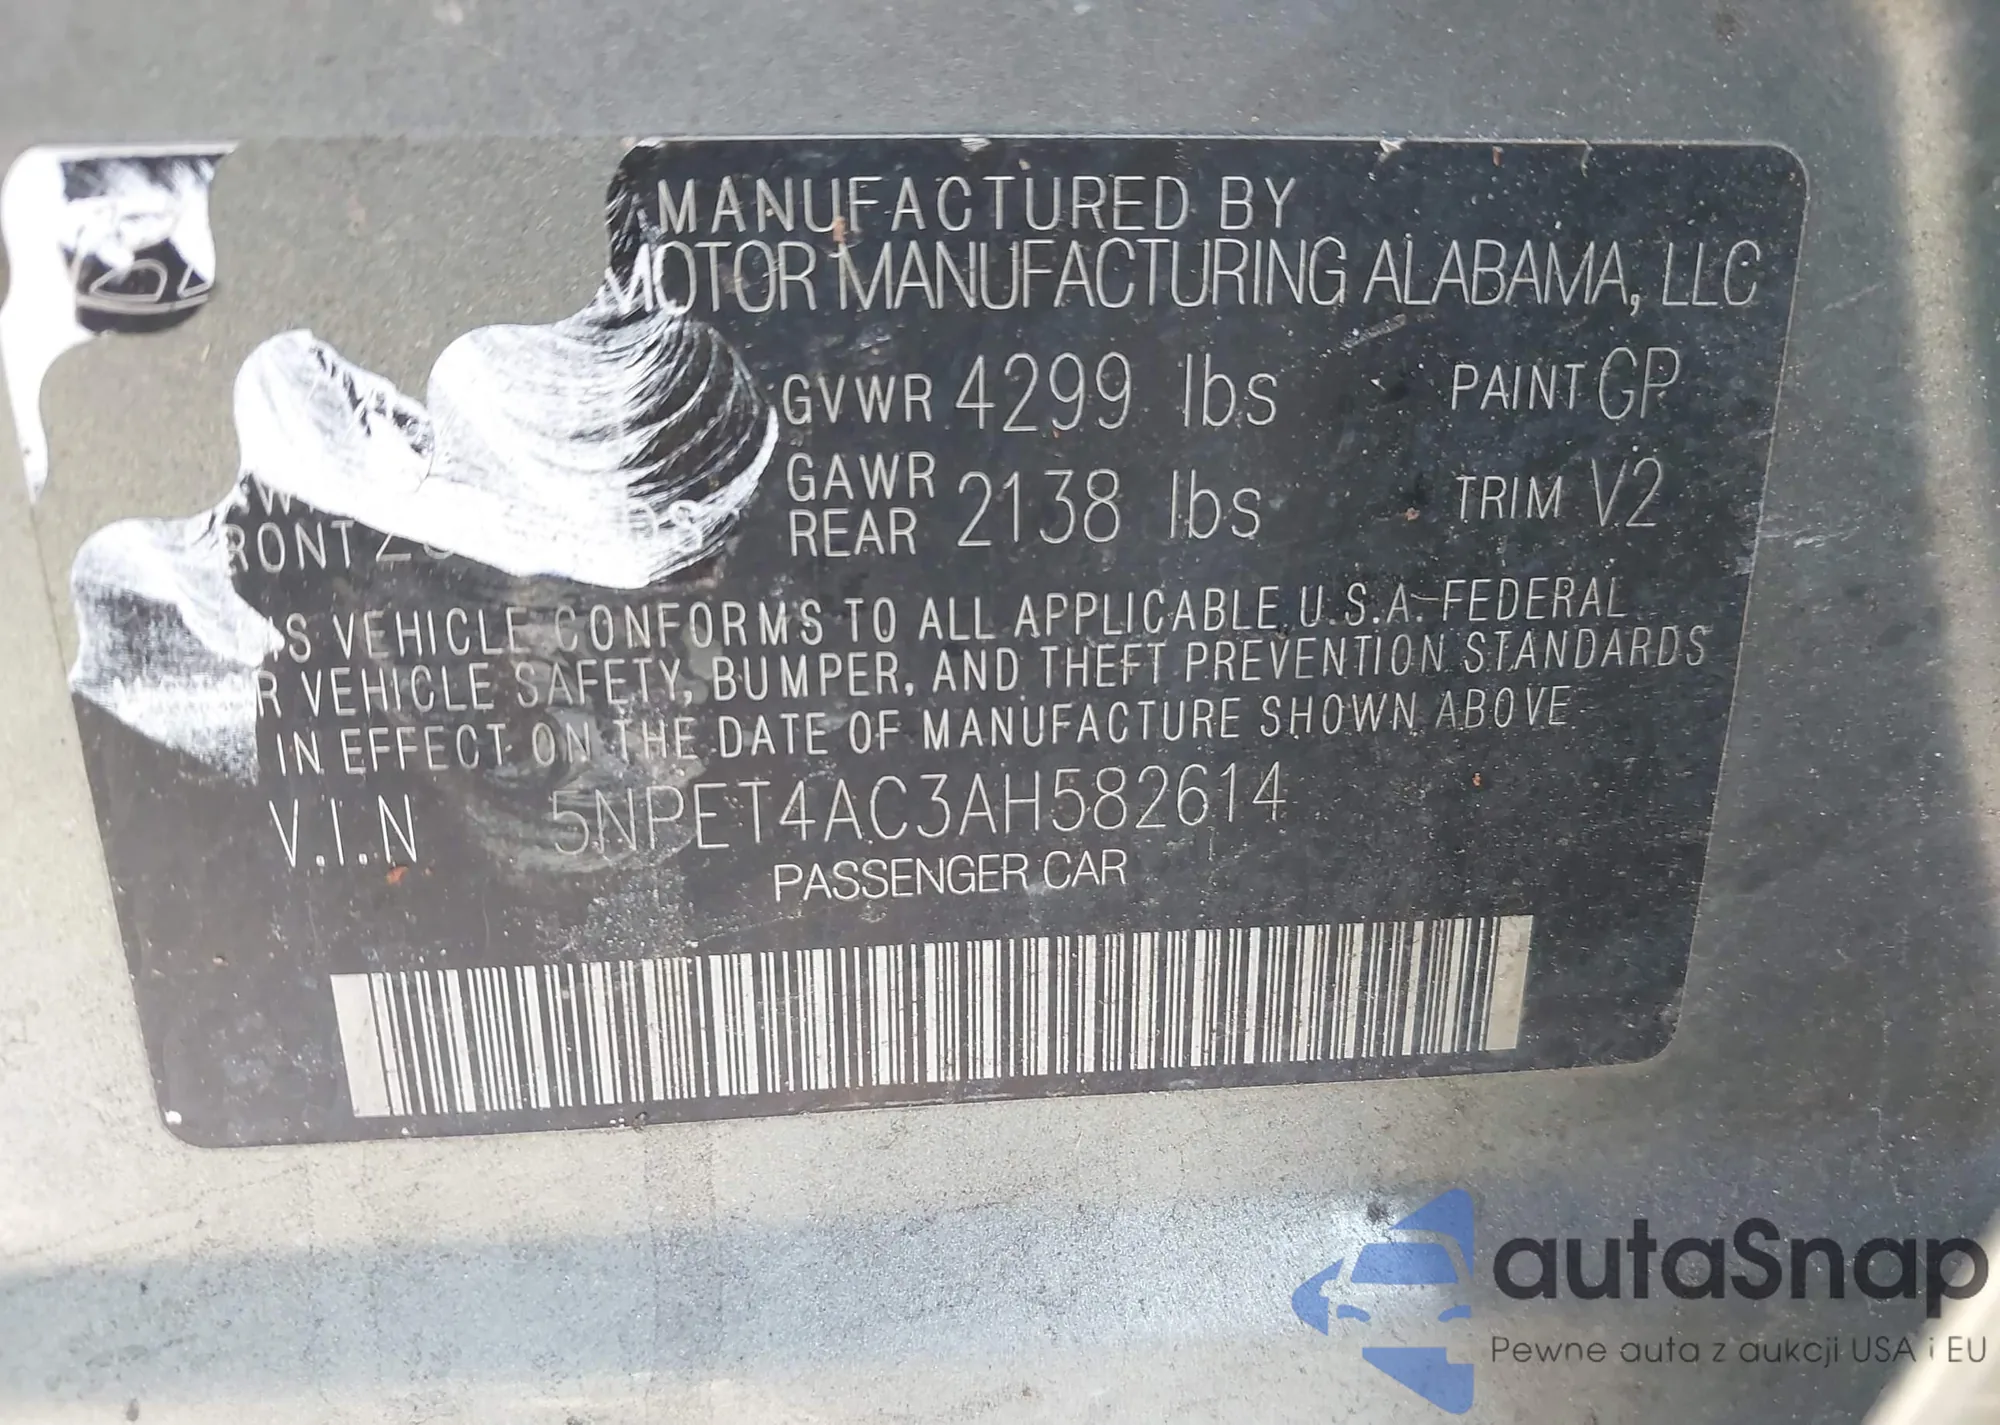 MANUFACTURED BY
MOTOR MANUFACTURING ALABAMA, LLC
GVWR 4299 lbs PAINT GP
GAWR
REAR 2138 lbs TRIM V2
RONT
VEHICLE CONFORMS TO ALL APPLICABLE U.S.A. FEDERAL
R VEHICLE SAFETY, BUMPER, AND THEFT PREVENTION STANDARDS
IN EFFECT ON THE DATE OF MANUFACTURE SHOWN ABOVE
V.I.N 5NPET4AC3AH582614
PASSENGER CAR
autaSnap
Pewne auta z aukcji USA i EU